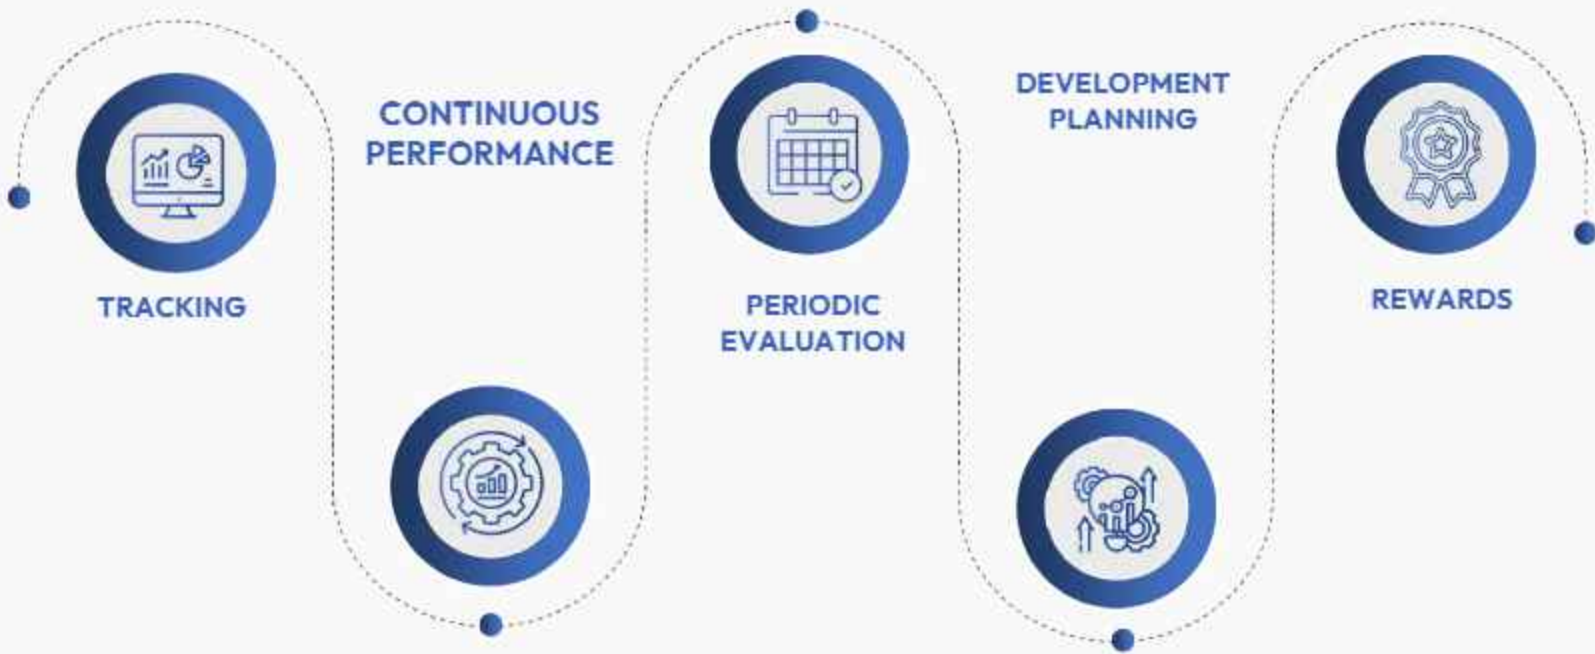 TRACKING
CONTINUOUS
PERFORMANCE
PERIODIC
EVALUATION
DEVELOPMENT
PLANNING
REWARDS